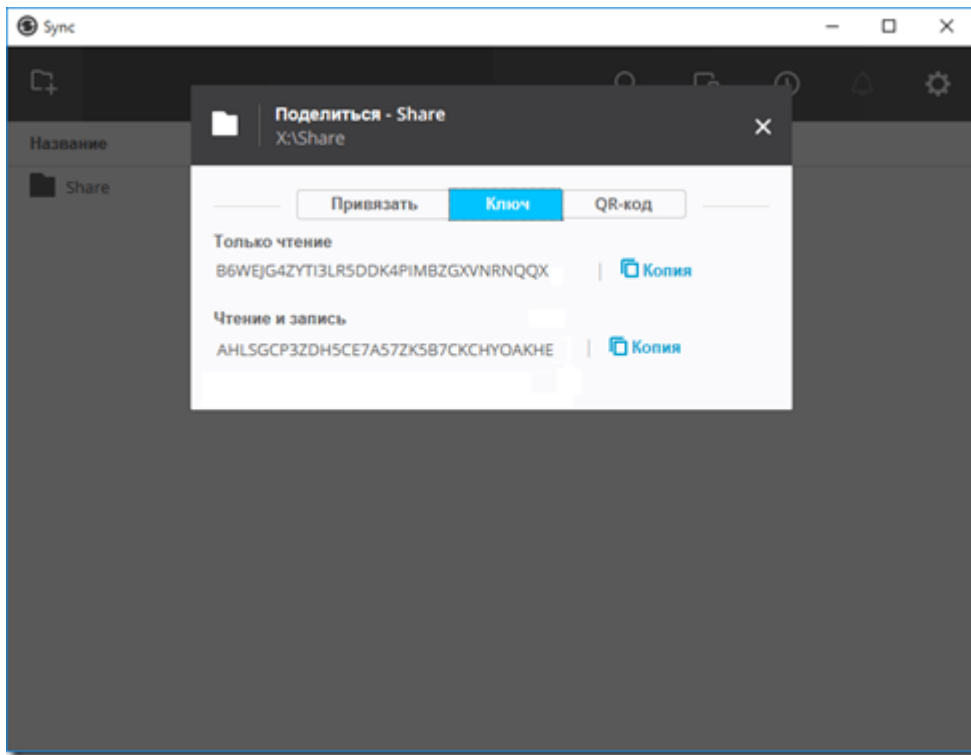 Sync
Поделиться - Share
X:\Share
Название
Share
Привязать Ключ QR-код
Только чтение
B6WEJG4ZYTI3LR5DDK4PIMBZGXVNRNQQX | Копия
Чтение и запись
AHLSGCP3ZDH5CE7A57ZK5B7CKCHYOAKHE | Копия